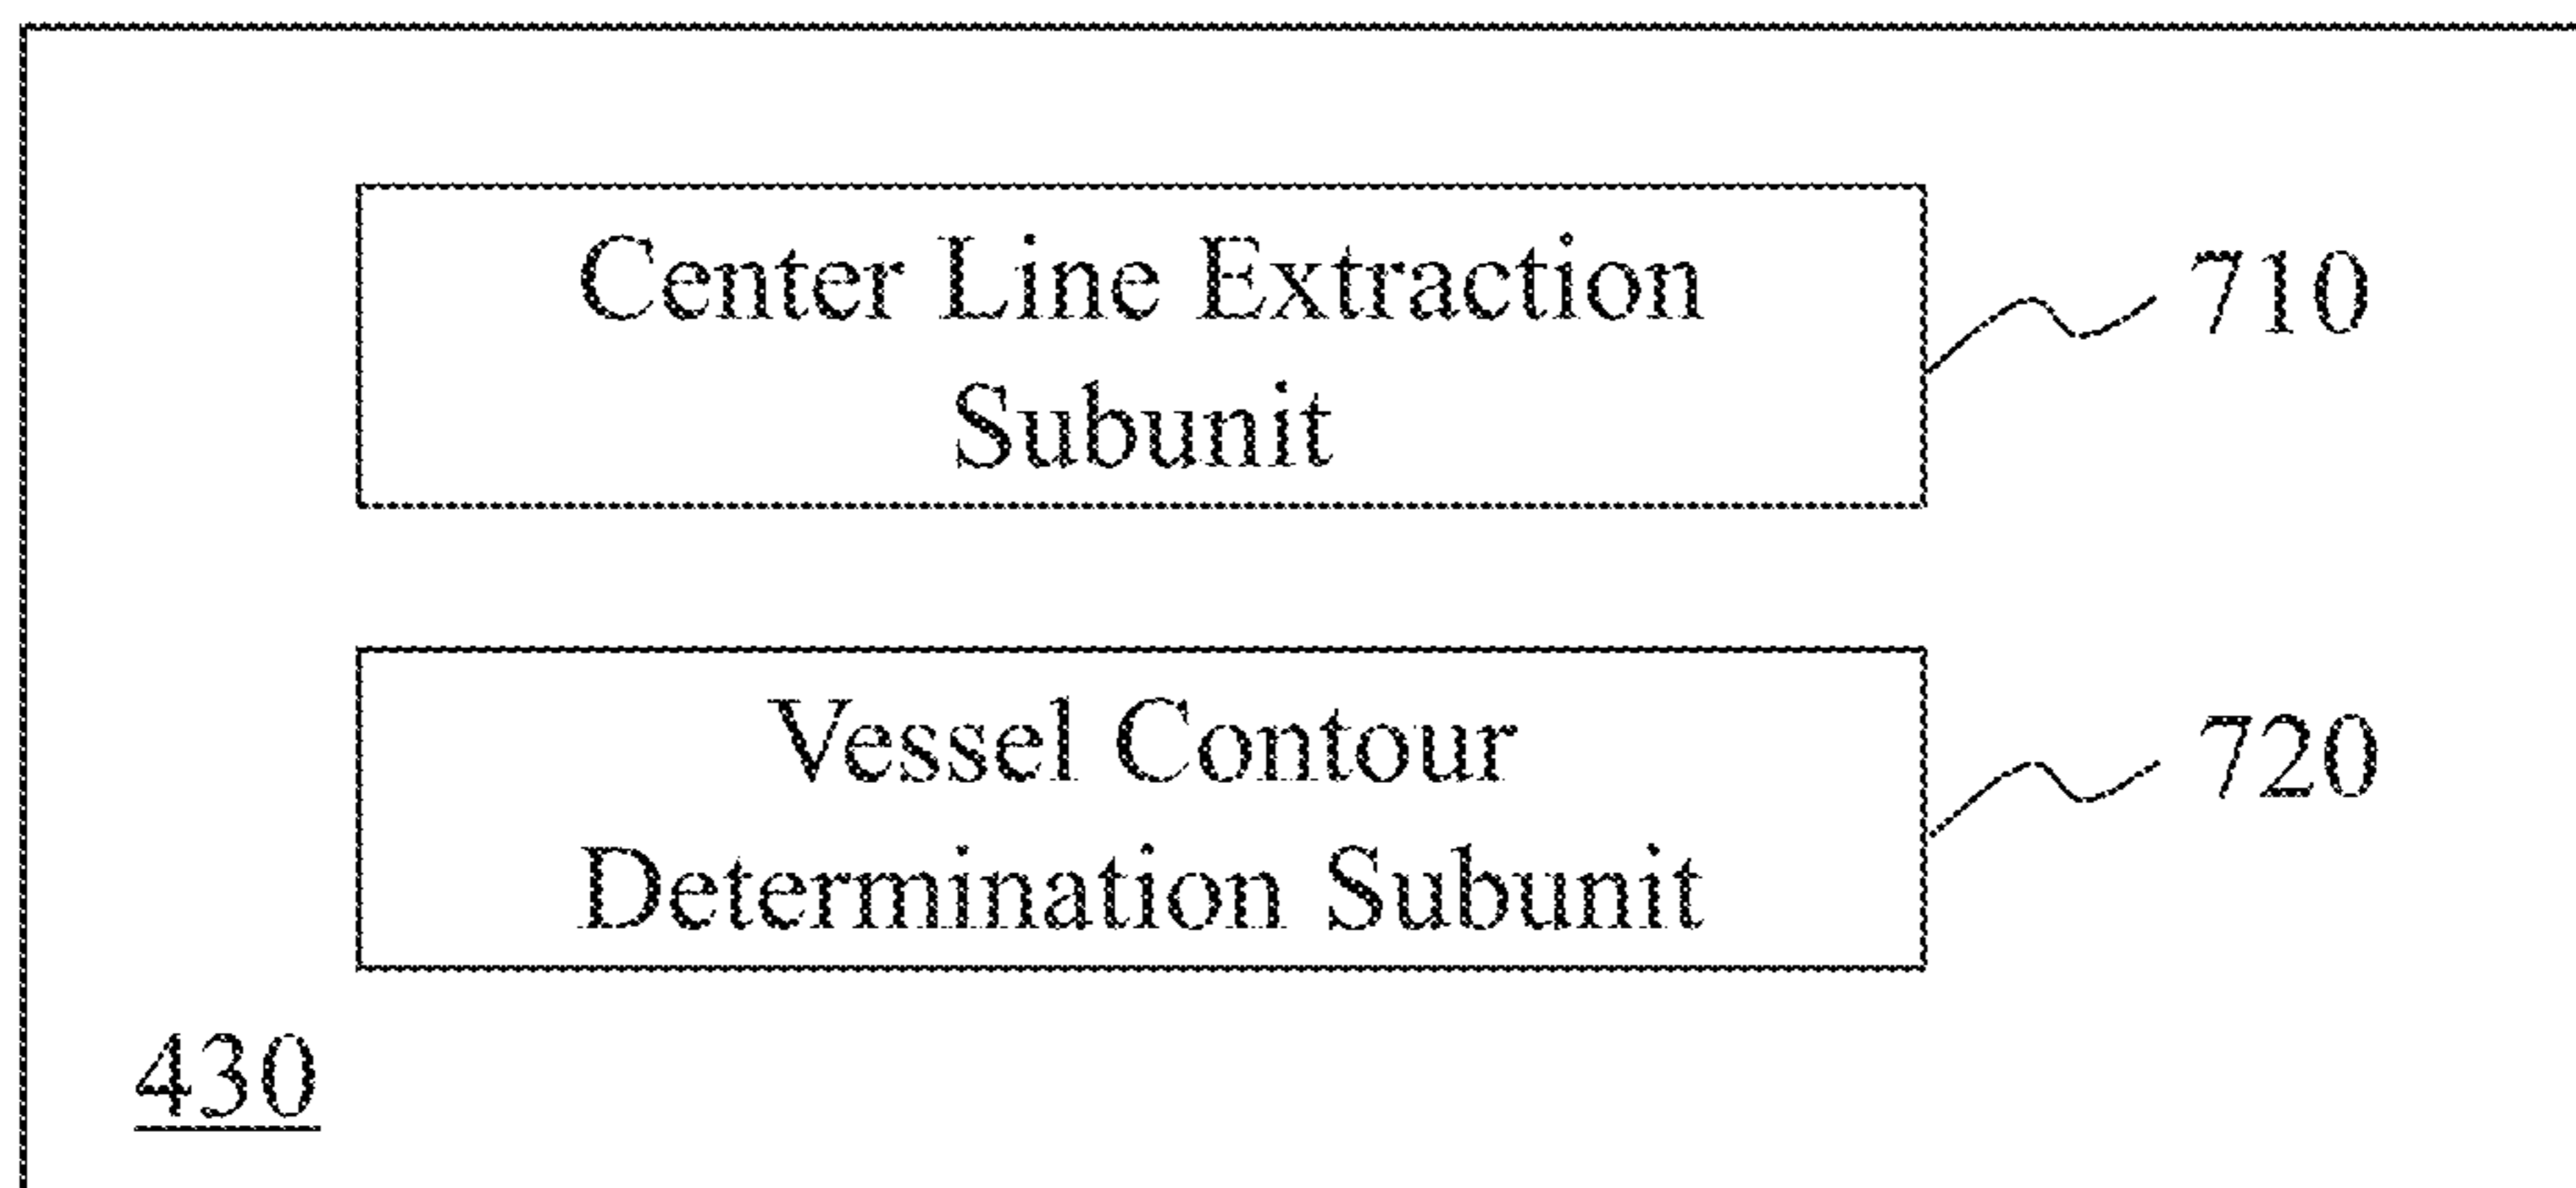 Center Line Extraction
Subunit
710
Vessel Contour
Determination Subunit
720
430